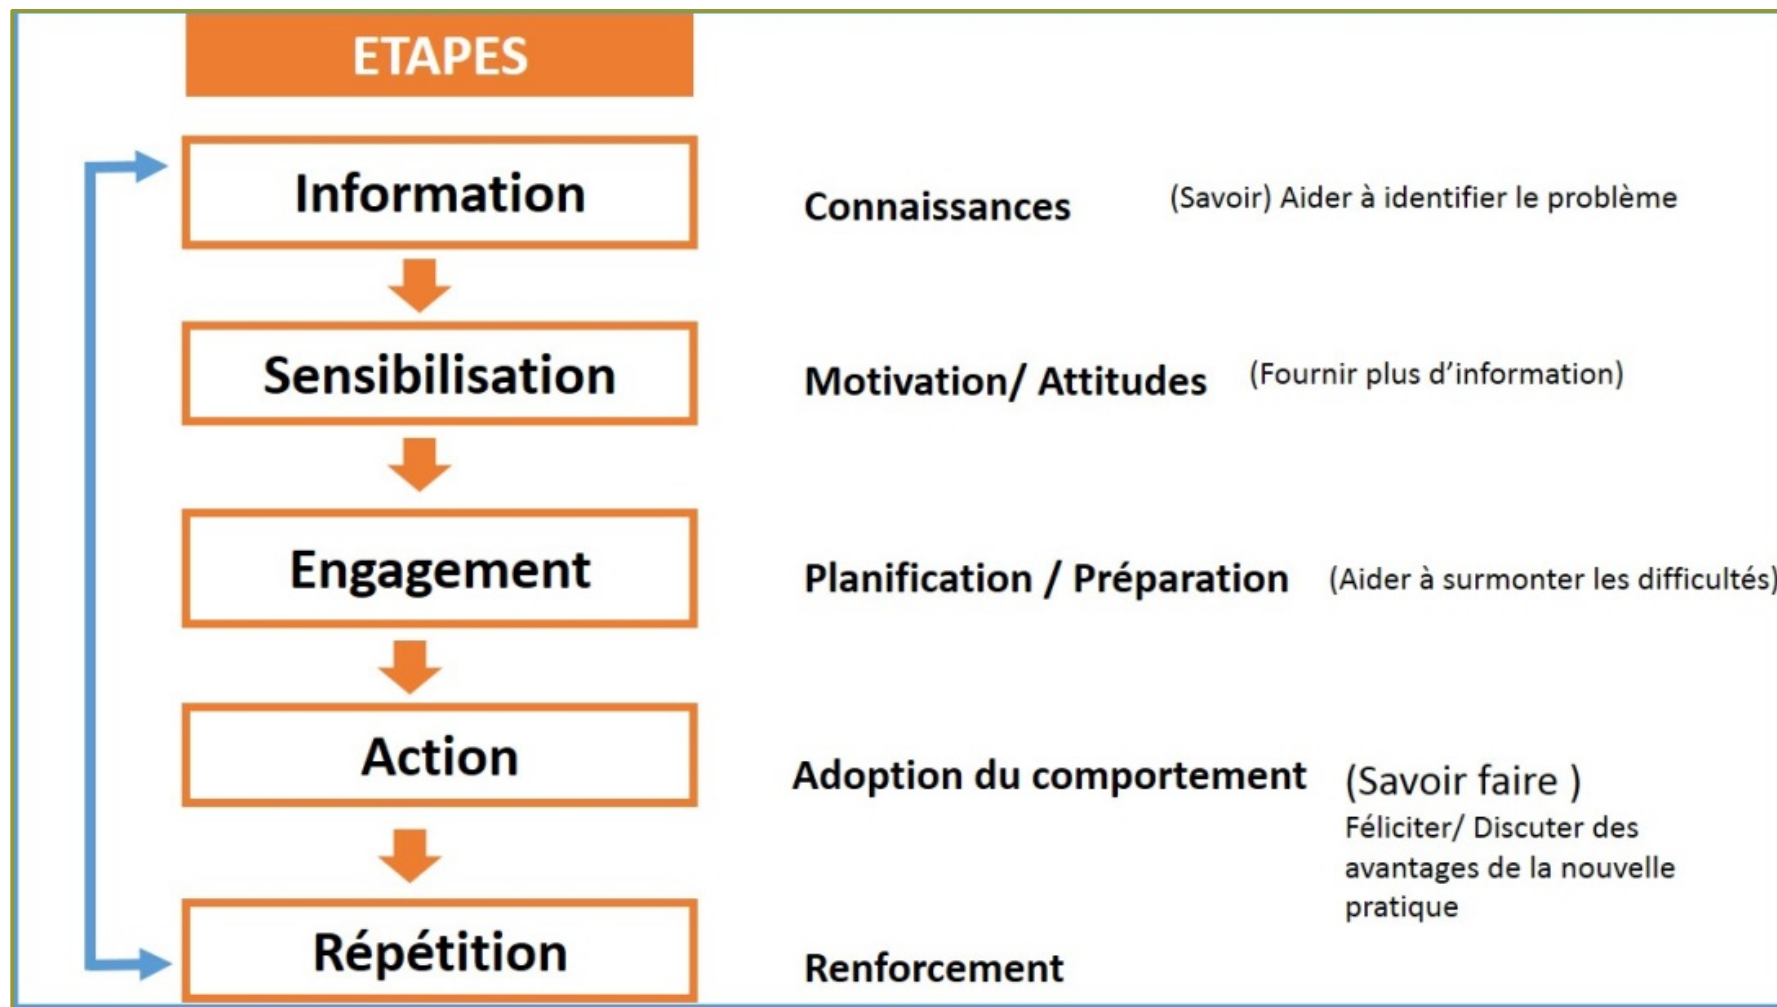 ETAPES
Information
Connaissances
(Savoir) Aider à identifier le problème
Sensibilisation
Motivation/ Attitudes
(Fournir plus d’information)
Engagement
Planification / Préparation
(Aider à surmonter les difficultés)
Action
Adoption du comportement
(Savoir faire )
Féliciter/ Discuter des
avantages de la nouvelle
pratique
Répétition
Renforcement